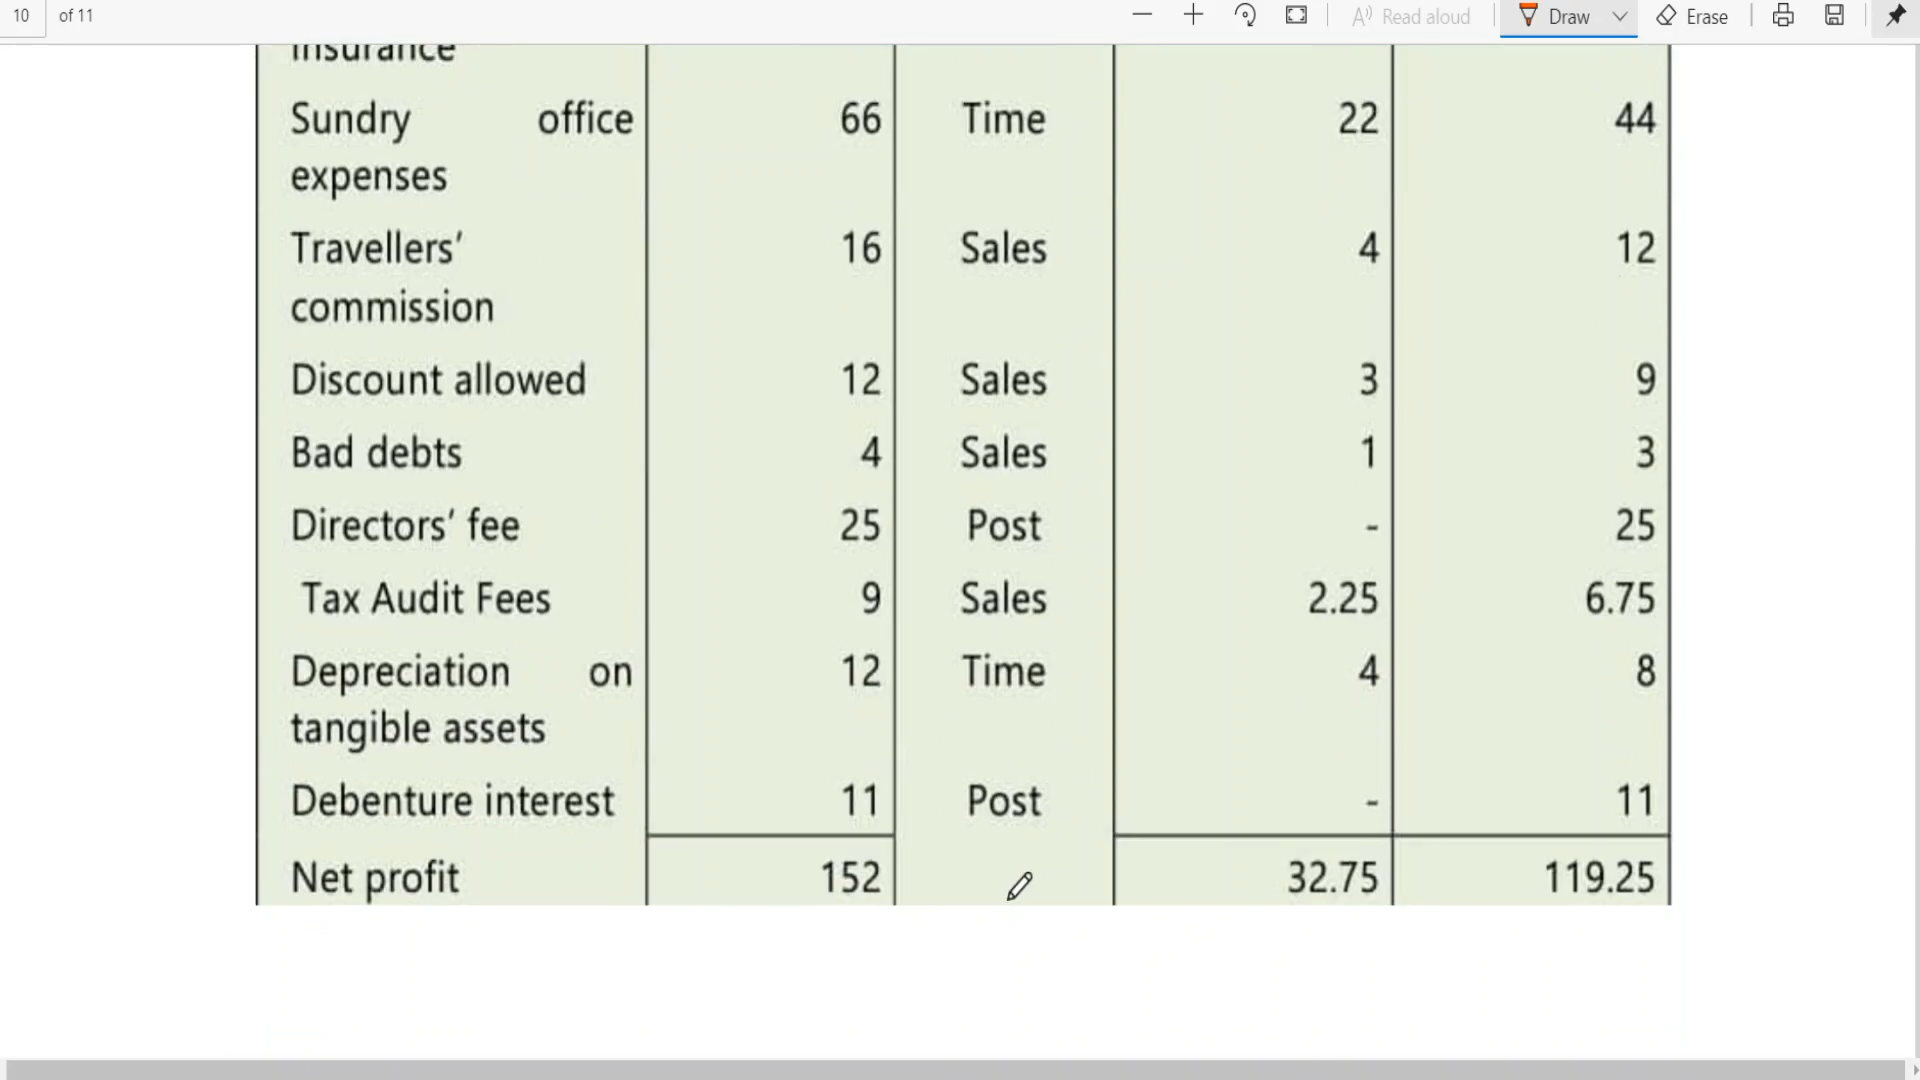 10 of 11 Read aloud Draw Erase
Insurance
Sundry office 66 Time 22 44
expenses
Travellers’ 16 Sales 4 12
commission
Discount allowed 12 Sales 3 9
Bad debts 4 Sales 1 3
Directors’ fee 25 Post - 25
Tax Audit Fees 9 Sales 2.25 6.75
Depreciation on 12 Time 4 8
tangible assets
Debenture interest 11 Post - 11
Net profit 152 32.75 119.25